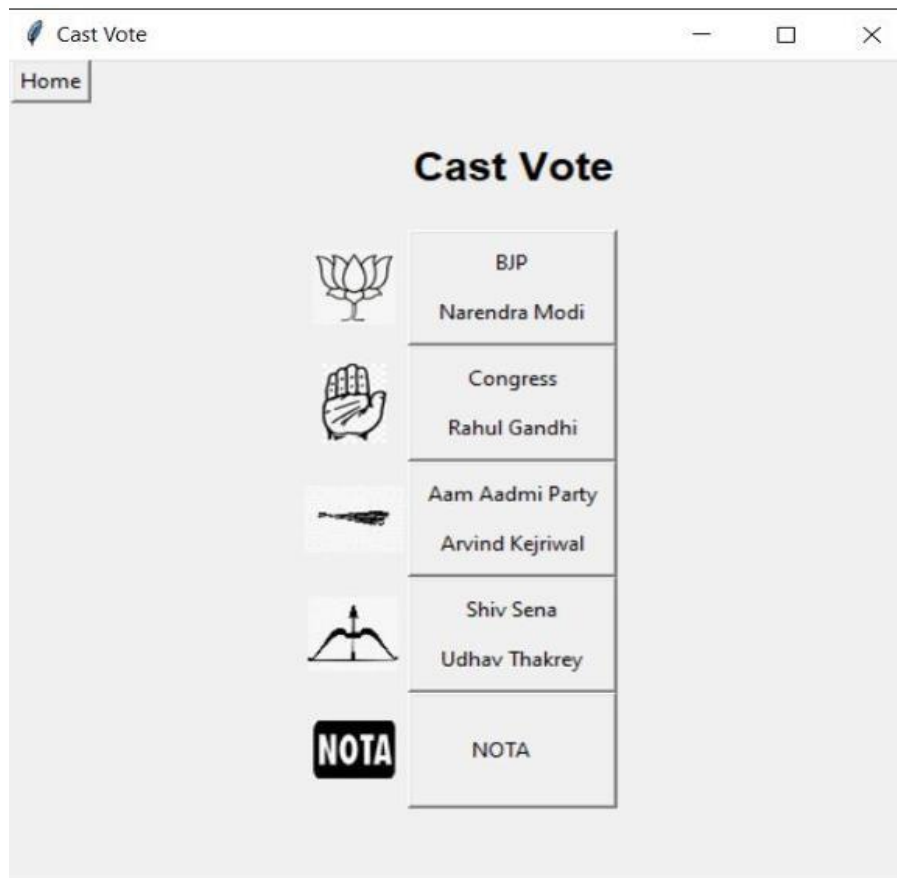 Cast Vote
Home
Cast Vote
BJP
Narendra Modi
Congress
Rahul Gandhi
Aam Aadmi Party
Arvind Kejriwal
Shiv Sena
Udhav Thakrey
NOTA
NOTA